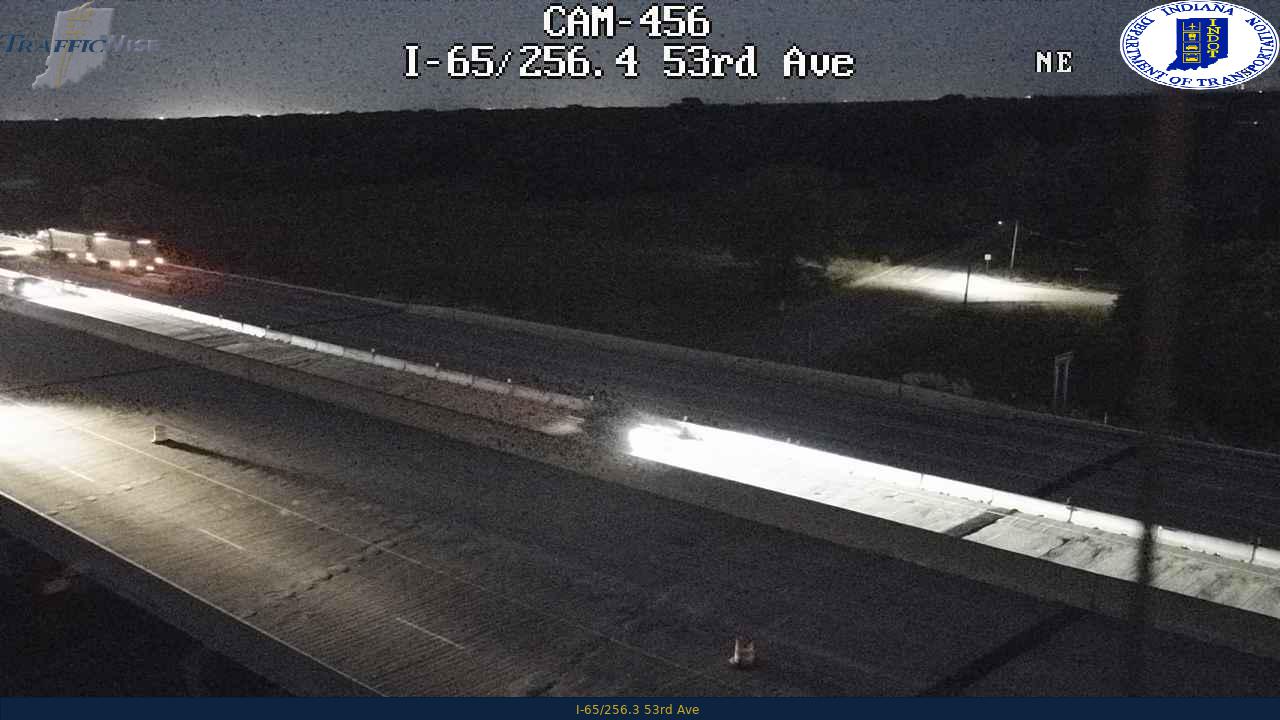 CAM-456
I-65/256.4 53rd Ave
NE
TRAFFICWISE
INDIANA
DEPARTMENT OF TRANSPORTATION
INDOT
I-65/256.3 53rd Ave